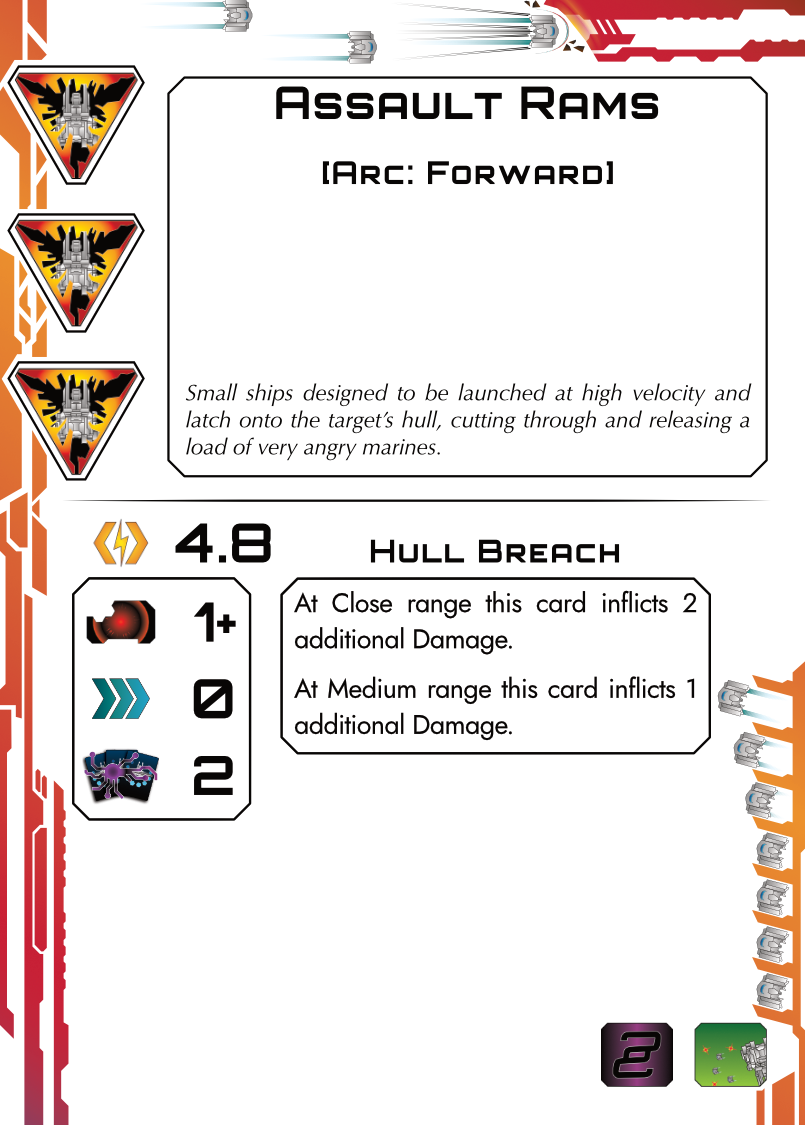 Assault Rams
[Arc: Forward]
Small ships designed to be launched at high velocity and
latch onto the target's hull, cutting through and releasing a
load of very angry marines.
4.8
Hull Breach
1+
0
2
At Close range this card inflicts 2
additional Damage.
At Medium range this card inflicts 1
additional Damage.
2